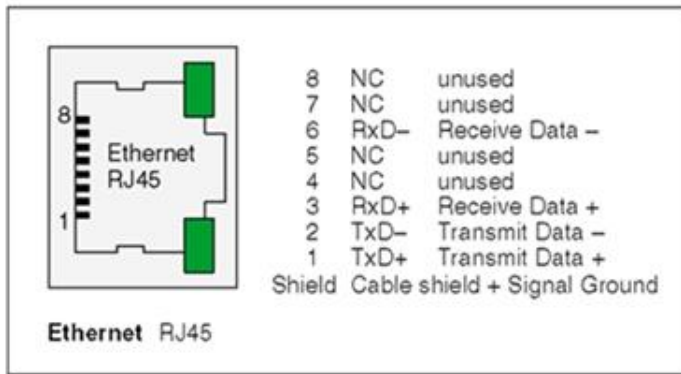 8
Ethernet
RJ45
1
8 NC unused
7 NC unused
6 RxD– Receive Data –
5 NC unused
4 NC unused
3 RxD+ Receive Data +
2 TxD– Transmit Data –
1 TxD+ Transmit Data +
Shield Cable shield + Signal Ground
Ethernet RJ45